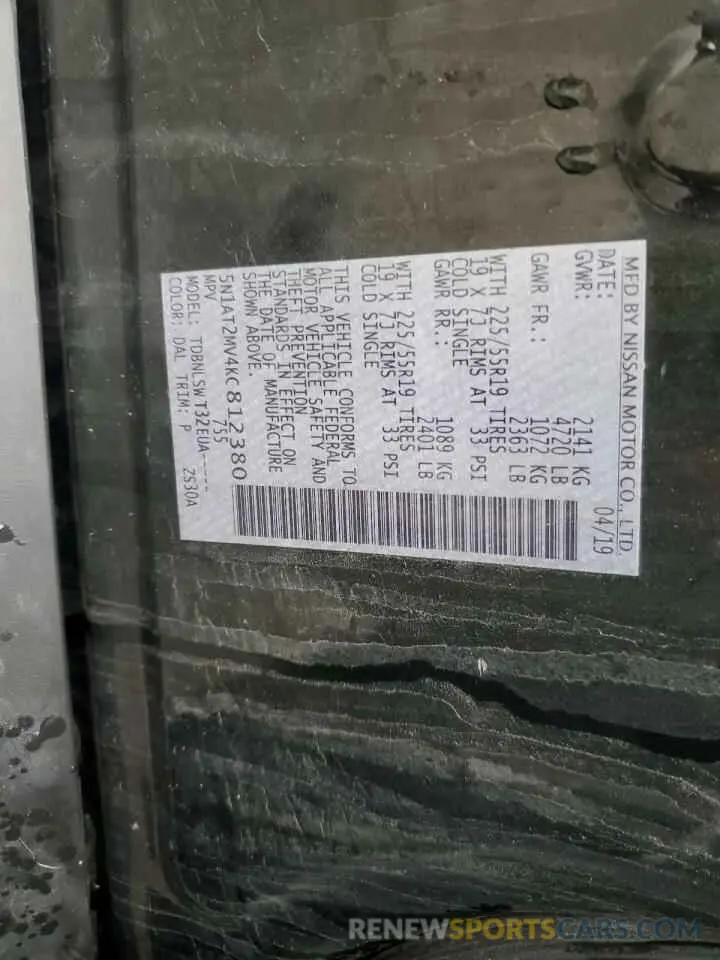 MFD BY NISSAN MOTOR CO., LTD.
DATE: 04/19
GVWR: 2141 KG
4720 LB
GAWR FR.: 1072 KG
2363 LB
WITH 225/55R19 TIRES
19 X 7J RIMS AT 33 PSI
COLD SINGLE
GAWR RR.: 1089 KG
2401 LB
WITH 225/55R19 TIRES
19 X 7J RIMS AT 33 PSI
COLD SINGLE
THIS VEHICLE CONFORMS TO
ALL APPLICABLE FEDERAL
MOTOR VEHICLE SAFETY AND
THEFT PREVENTION
STANDARDS IN EFFECT ON
THE DATE OF MANUFACTURE
SHOWN ABOVE.
5N1AT2MV4KC812380
MPV 755
MODEL: TDBNLSWT32EUA-----
COLOR: DAL TRIM: P 2S30A
RENEWSPORTSCARS.COM